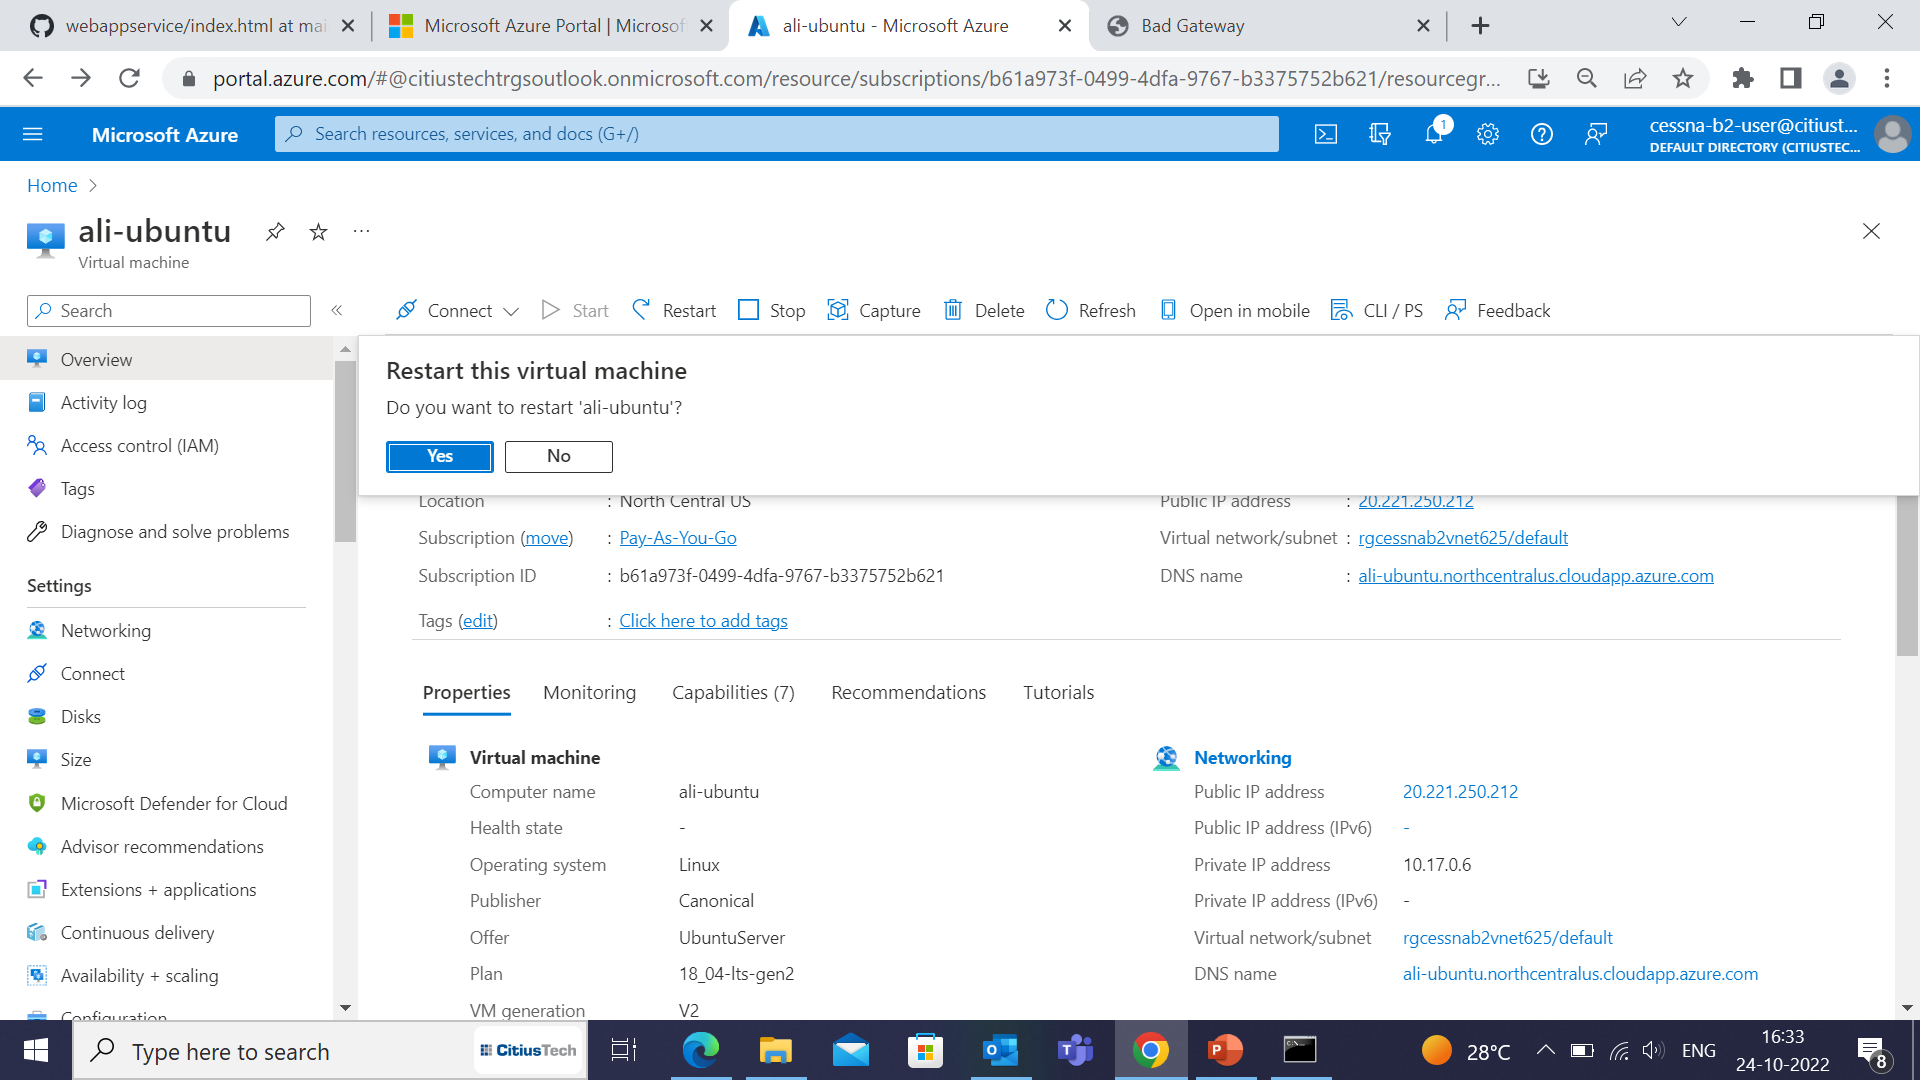 webappservice/index.html at mai
Microsoft Azure Portal | Microsof
ali-ubuntu - Microsoft Azure
Bad Gateway
portal.azure.com/#@citiustechtrgsoutlook.onmicrosoft.com/resource/subscriptions/b61a973f-0499-4dfa-9767-b3375752b621/resourcegr...
Microsoft Azure
Search resources, services, and docs (G+/)
1
cessna-b2-user@citiust...
DEFAULT DIRECTORY (CITIUSTEC...
Home
ali-ubuntu
Virtual machine
Search
Connect
Start
Restart
Stop
Capture
Delete
Refresh
Open in mobile
CLI / PS
Feedback
Overview
Activity log
Access control (IAM)
Tags
Diagnose and solve problems
Settings
Networking
Connect
Disks
Size
Microsoft Defender for Cloud
Advisor recommendations
Extensions + applications
Continuous delivery
Availability + scaling
Configuration
Restart this virtual machine
Do you want to restart 'ali-ubuntu'?
Yes
No
Location : North Central US
Subscription (move) : Pay-As-You-Go
Subscription ID : b61a973f-0499-4dfa-9767-b3375752b621
Tags (edit) : Click here to add tags
Public IP address : 20.221.250.212
Virtual network/subnet : rgcessnab2vnet625/default
DNS name : ali-ubuntu.northcentralus.cloudapp.azure.com
Properties
Monitoring
Capabilities (7)
Recommendations
Tutorials
Virtual machine
Computer name ali-ubuntu
Health state -
Operating system Linux
Publisher Canonical
Offer UbuntuServer
Plan 18_04-lts-gen2
VM generation V2
Networking
Public IP address 20.221.250.212
Public IP address (IPv6) -
Private IP address 10.17.0.6
Private IP address (IPv6) -
Virtual network/subnet rgcessnab2vnet625/default
DNS name ali-ubuntu.northcentralus.cloudapp.azure.com
Type here to search
CitiusTech
28°C
ENG
16:33
24-10-2022
8